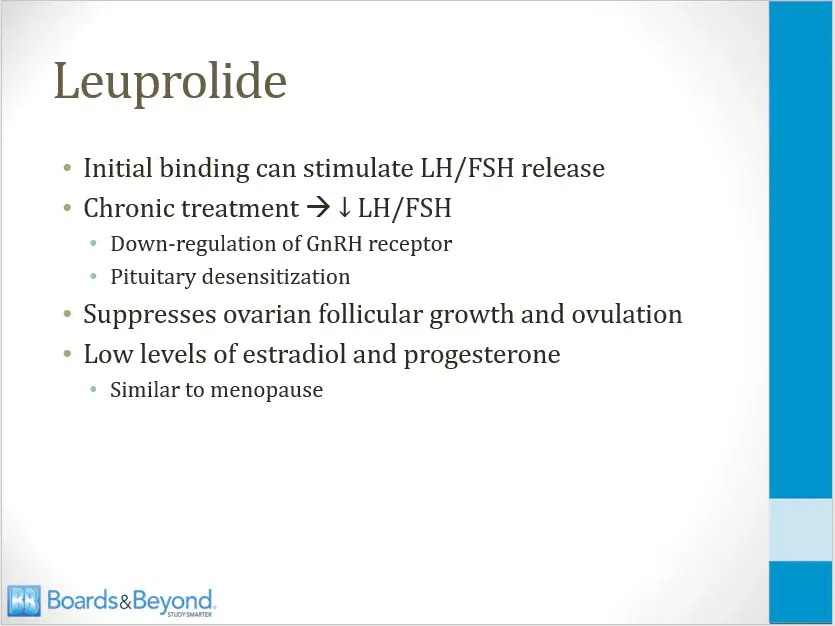 Leuprolide
• Initial binding can stimulate LH/FSH release
• Chronic treatment → ↓ LH/FSH
• Down-regulation of GnRH receptor
• Pituitary desensitization
• Suppresses ovarian follicular growth and ovulation
• Low levels of estradiol and progesterone
• Similar to menopause
BB Boards&Beyond.
STUDY SMARTER